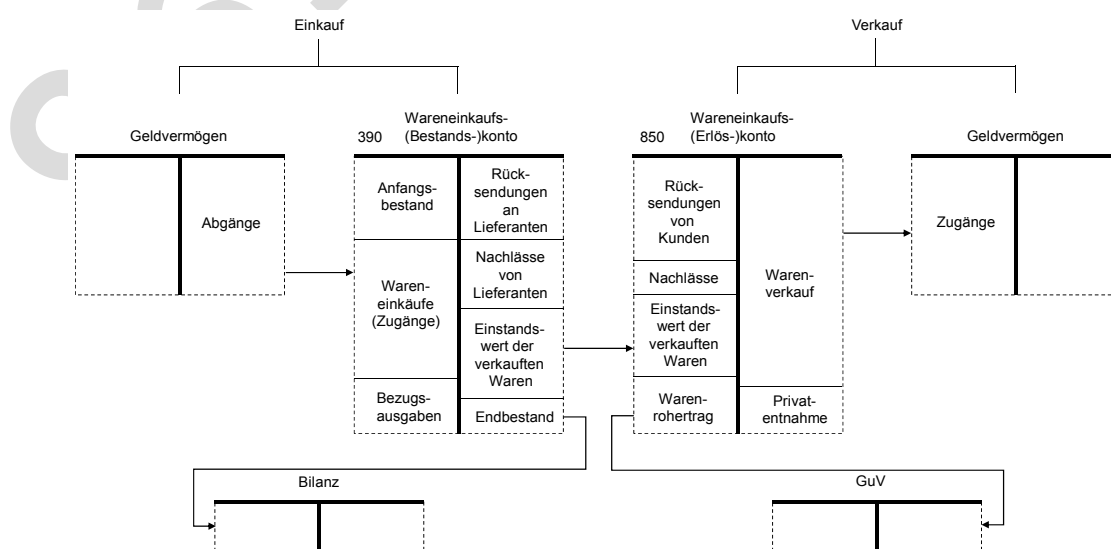 Einkauf
Verkauf
Geldvermögen
390
Wareneinkaufs-
(Bestands-)konto
850
Wareneinkaufs-
(Erlös-)konto
Geldvermögen
Abgänge
Anfangs-
bestand
Waren-
einkäufe
(Zugänge)
Bezugs-
ausgaben
Rück-
sendungen
an
Lieferanten
Nachlässe
von
Lieferanten
Einstands-
wert der
verkauften
Waren
Endbestand
Rück-
sendungen
von
Kunden
Nachlässe
Einstands-
wert der
verkauften
Waren
Waren-
rohertrag
Waren-
verkauf
Privat-
entnahme
Zugänge
Bilanz
GuV